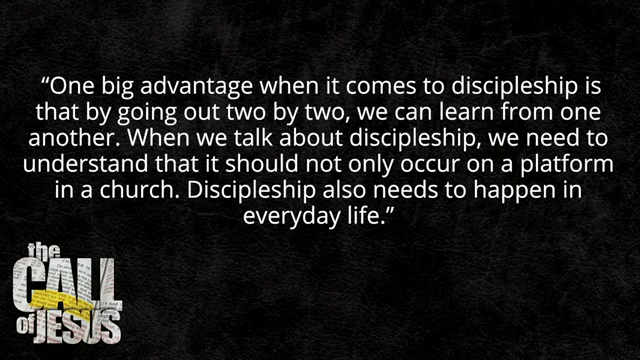 “One big advantage when it comes to discipleship is
that by going out two by two, we can learn from one
another. When we talk about discipleship, we need to
understand that it should not only occur on a platform
in a church. Discipleship also needs to happen in
everyday life.”
the
CALL
of JESUS